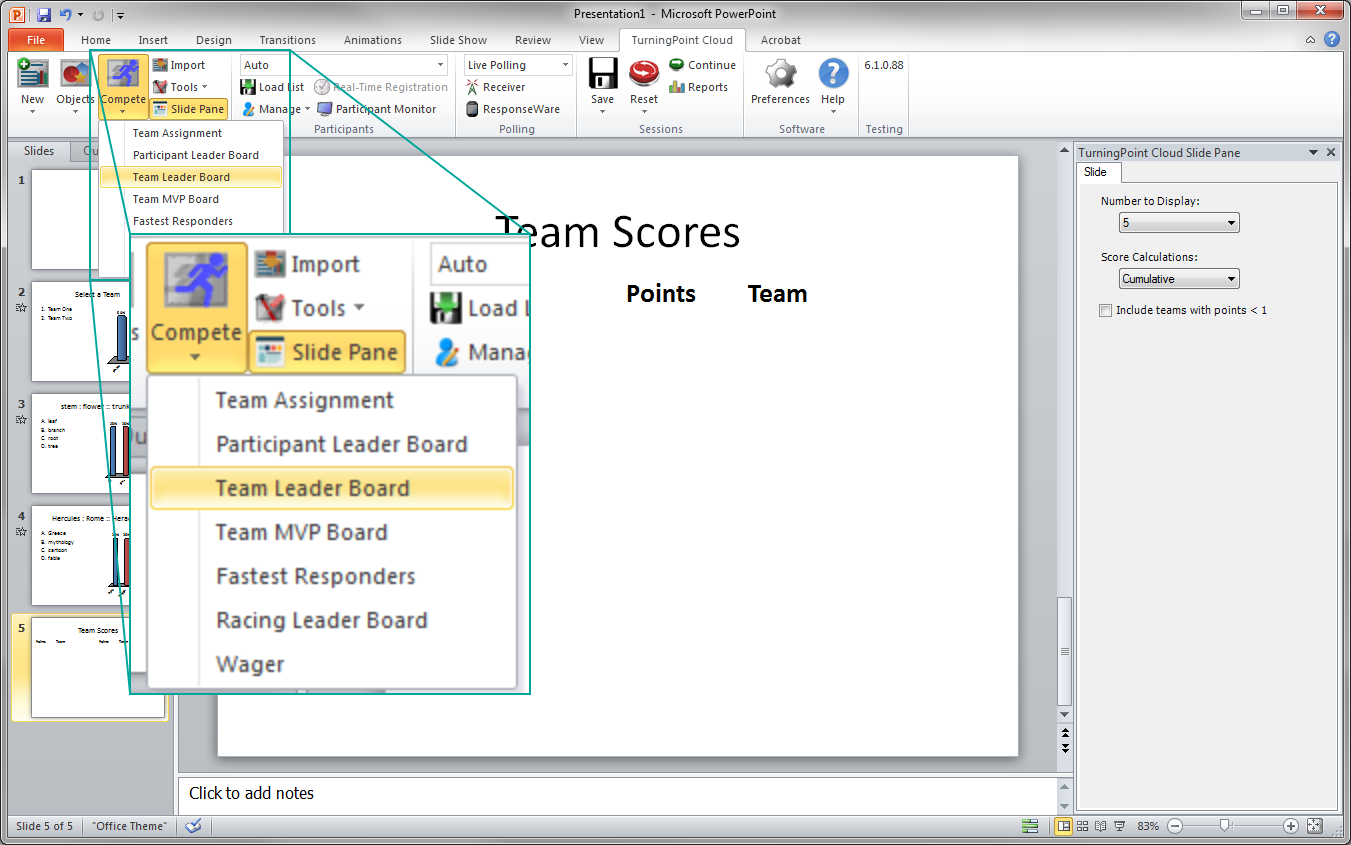 Presentation1 - Microsoft PowerPoint
File Home Insert Design Transitions Animations Slide Show Review View TurningPoint Cloud Acrobat
New Objects Compete
Import
Tools
Slide Pane
Auto
Load List Real-Time Registration
Manage Participant Monitor
Participants
Live Polling
Receiver
ResponseWare
Polling
Save Reset
Continue
Reports
Sessions
Preferences Help
Software
6.1.0.88
Testing
Team Assignment
Participant Leader Board
Team Leader Board
Team MVP Board
Fastest Responders
Slides
1
2
Select a Team
1. Team One
2. Team Two
3
stem : flower :: trunk
A. leaf
B. branch
C. root
D. tree
4
Hercules : Rome ::
A. Greece
B. mythology
C. cartoon
D. fable
5
Team Scores
Points Team Points
Compete
Import
Tools
Slide Pane
Auto
Load
Team Assignment
Participant Leader Board
Team Leader Board
Team MVP Board
Fastest Responders
Racing Leader Board
Wager
Team Scores
Points Team
Click to add notes
TurningPoint Cloud Slide Pane
Slide
Number to Display:
5
Score Calculations:
Cumulative
Include teams with points < 1
Slide 5 of 5 "Office Theme" 83%